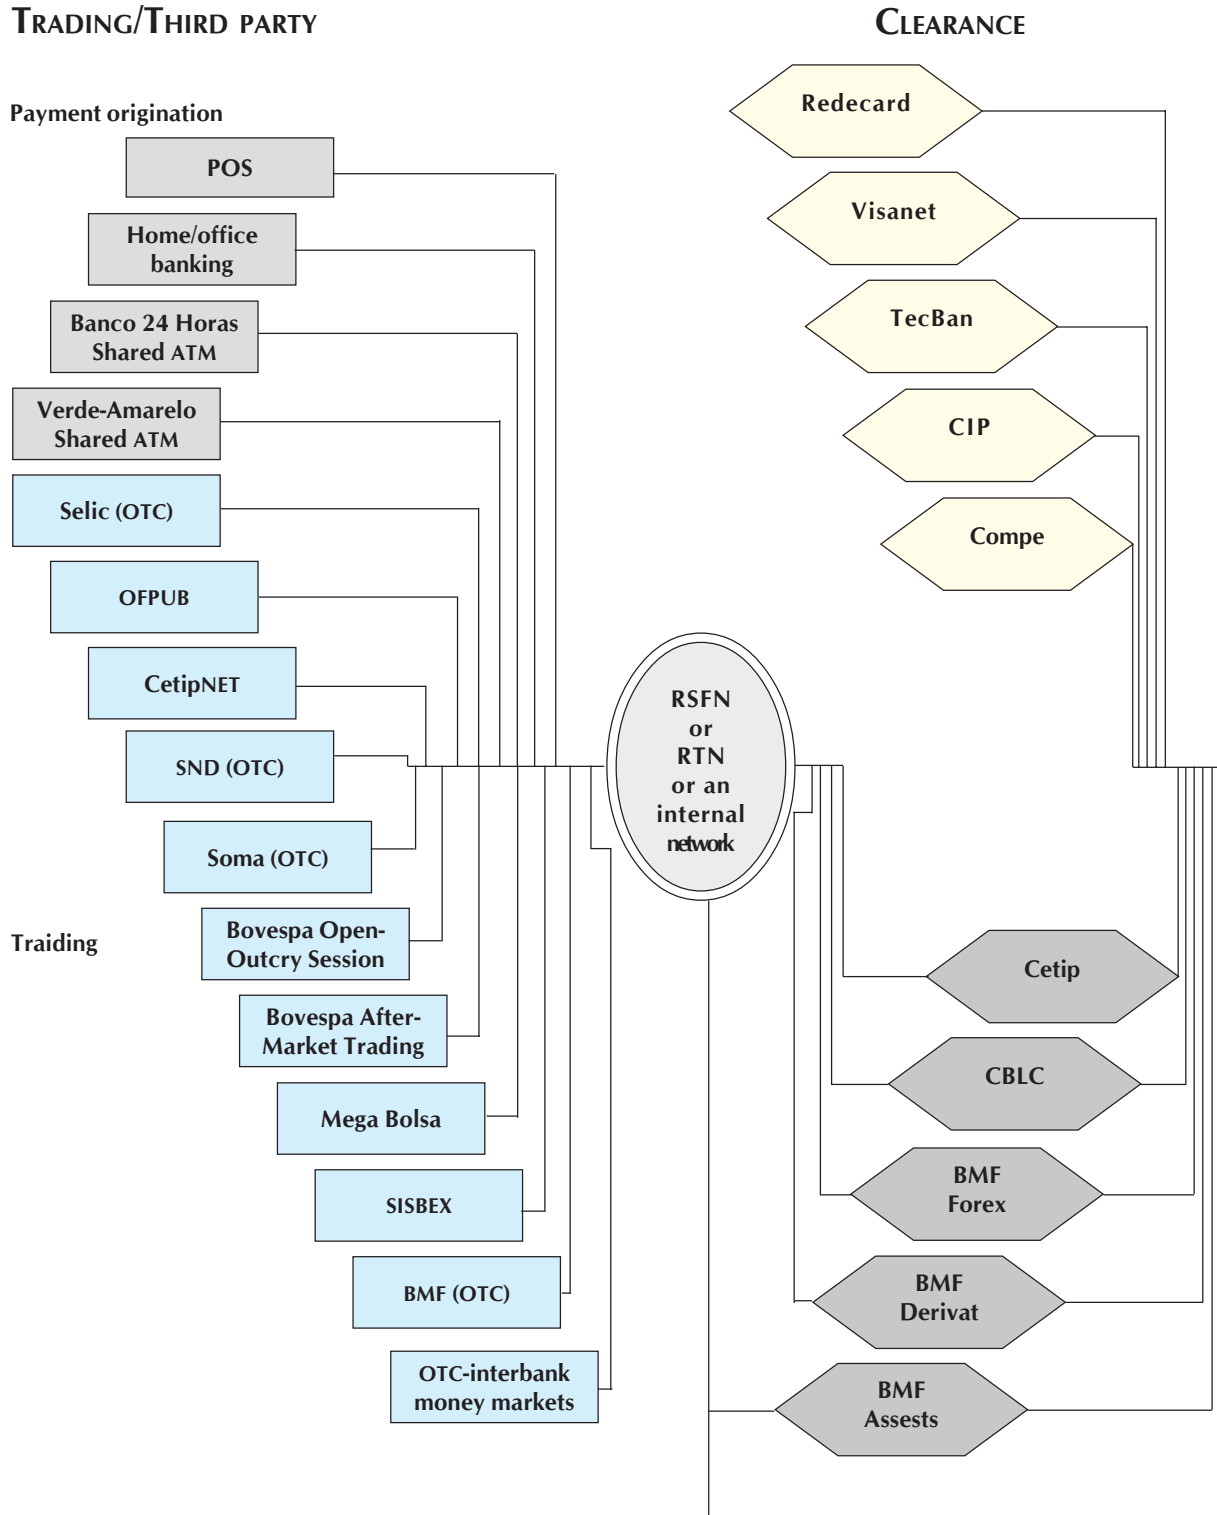 TRADING/THIRD PARTY
Payment origination
POS
Home/office
banking
Banco 24 Horas
Shared ATM
Verde-Amarelo
Shared ATM
Selic (OTC)
OFPUB
CetipNET
SND (OTC)
Soma (OTC)
Traiding
Bovespa Open-
Outcry Session
Bovespa After-
Market Trading
Mega Bolsa
SISBEX
BMF (OTC)
OTC-interbank
money markets
RSFN
or
RTN
or an
internal
network
CLEARANCE
Redecard
Visanet
TecBan
CIP
Compe
Cetip
CBLC
BMF
Forex
BMF
Derivat
BMF
Assests